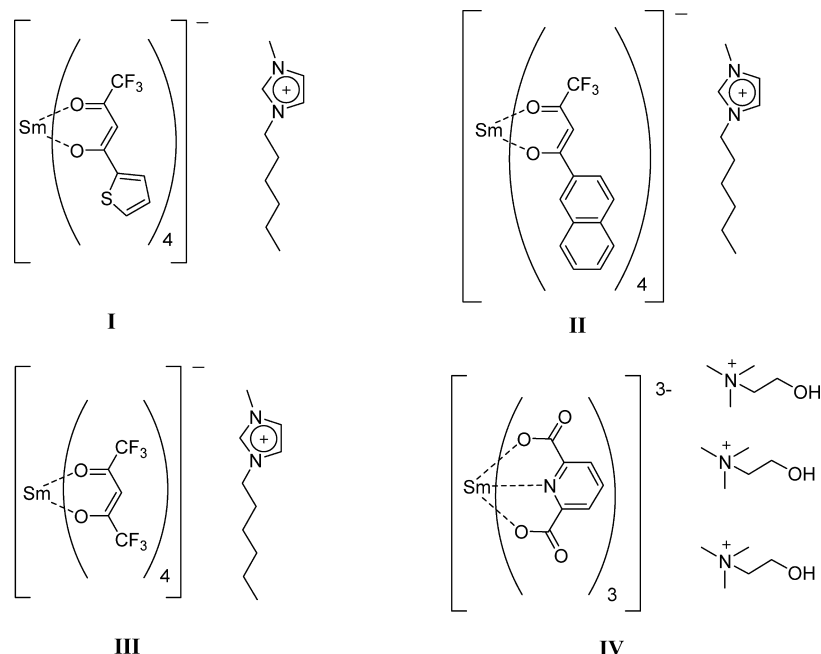 −
CF3
O
Sm
O
S
4
N
+
N
I
−
CF3
O
Sm
O
4
N
+
N
II
−
CF3
O
Sm
O
CF3
4
N
+
N
III
3-
O
O
Sm
N
O
O
3
+
N
OH
+
N
OH
+
N
OH
IV